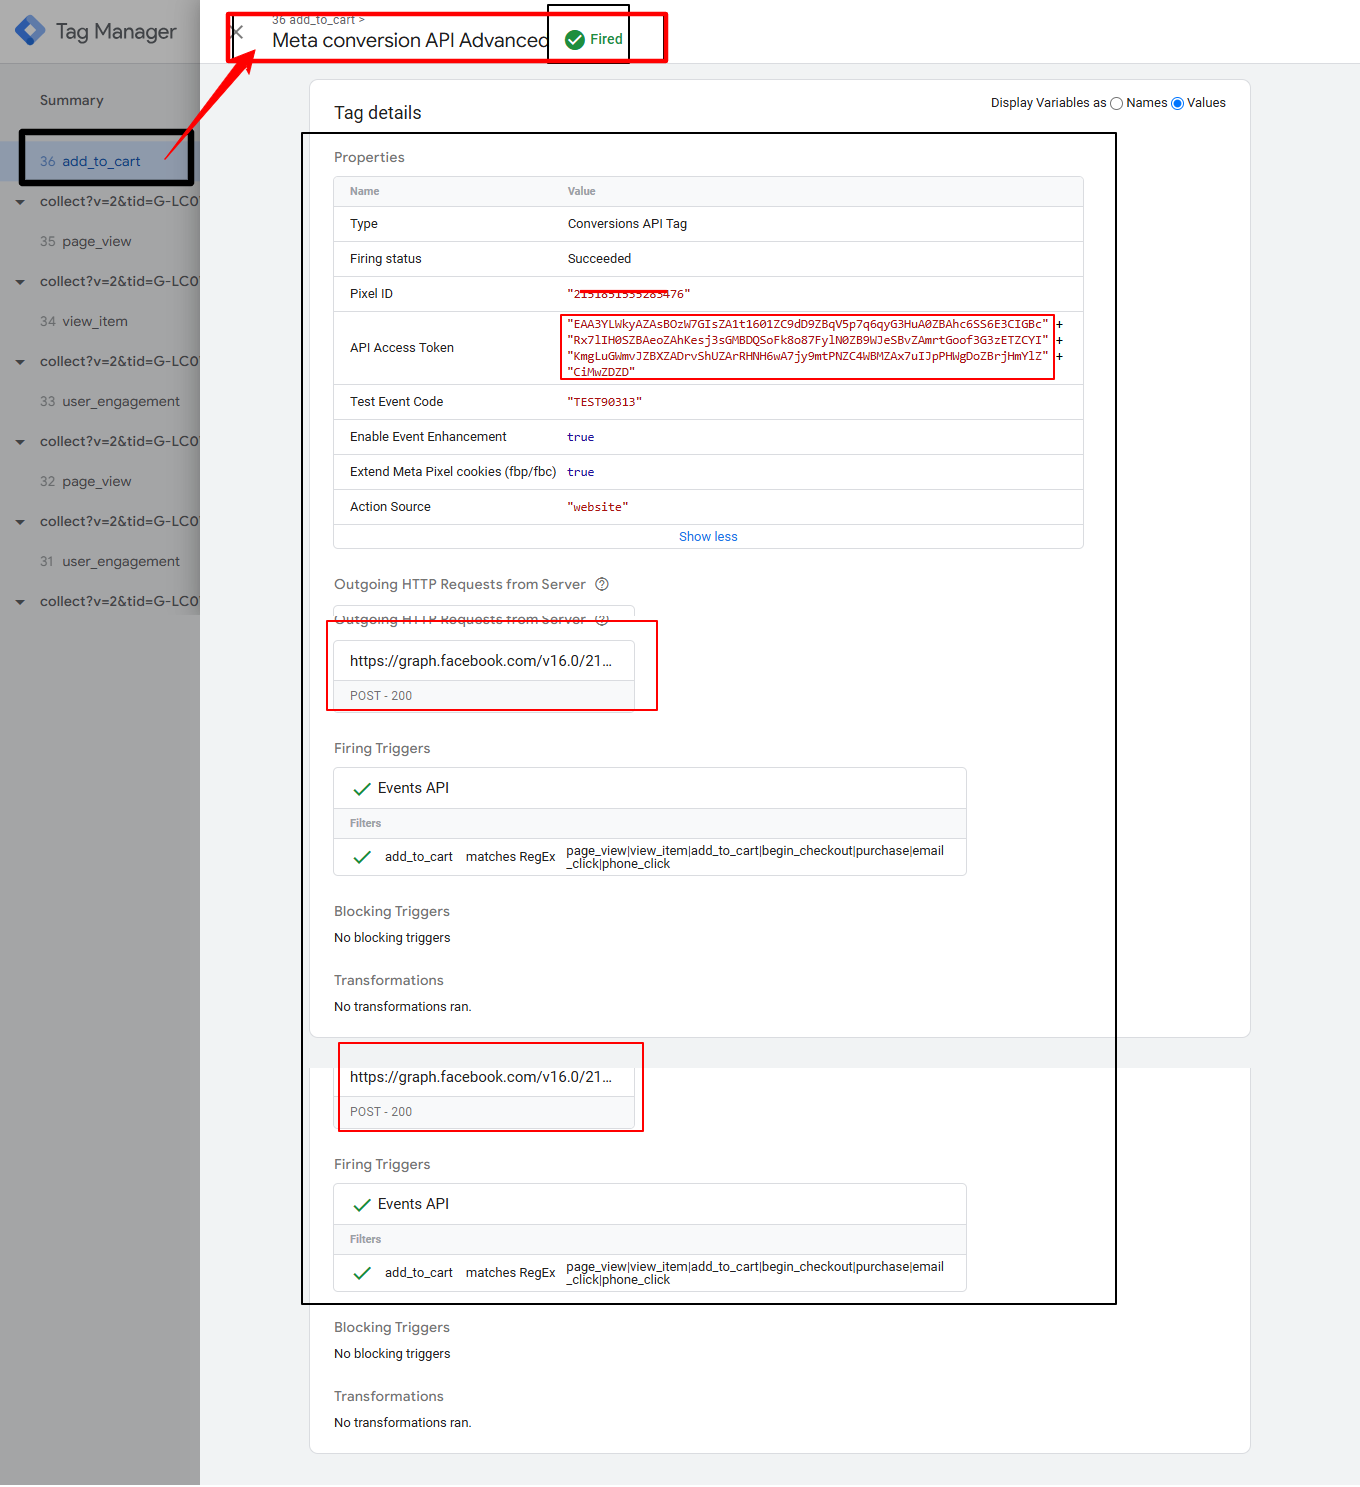 Tag Manager
36 add_to_cart >
Meta conversion API Advanced
Fired
Summary
36 add_to_cart
collect?v=2&tid=G-LC0
35 page_view
collect?v=2&tid=G-LC0
34 view_item
collect?v=2&tid=G-LC0
33 user_engagement
collect?v=2&tid=G-LC0
32 page_view
collect?v=2&tid=G-LC0
31 user_engagement
collect?v=2&tid=G-LC0
Tag details
Display Variables as Names Values
Properties
Name Value
Type Conversions API Tag
Firing status Succeeded
Pixel ID
API Access Token
"EAA3YLWkyAZAsBOzW7GIsZA1t1601ZC9dD9ZBqV5p7q6qyG3HuA0ZBAhc6SS6E3CIGBc" +
"Rx7lIH0SZBAeoZAhKesj3sGMBDQSoFk8o87FylN0ZB9WJeSBvZAmrtGoof3G3zETZCYI" +
"KmgLuGWmvJZBXZADrvShUZArRHNH6wA7jy9mtPNZC4WBMZAx7uIJpPHWgDoZBrjHmYlZ" +
"CiMwZDZD"
Test Event Code "TEST90313"
Enable Event Enhancement true
Extend Meta Pixel cookies (fbp/fbc) true
Action Source "website"
Show less
Outgoing HTTP Requests from Server
Outgoing HTTP Requests from Server
https://graph.facebook.com/v16.0/21...
POST - 200
Firing Triggers
Events API
Filters
add_to_cart matches RegEx page_view|view_item|add_to_cart|begin_checkout|purchase|email
_click|phone_click
Blocking Triggers
No blocking triggers
Transformations
No transformations ran.
https://graph.facebook.com/v16.0/21...
POST - 200
Firing Triggers
Events API
Filters
add_to_cart matches RegEx page_view|view_item|add_to_cart|begin_checkout|purchase|email
_click|phone_click
Blocking Triggers
No blocking triggers
Transformations
No transformations ran.